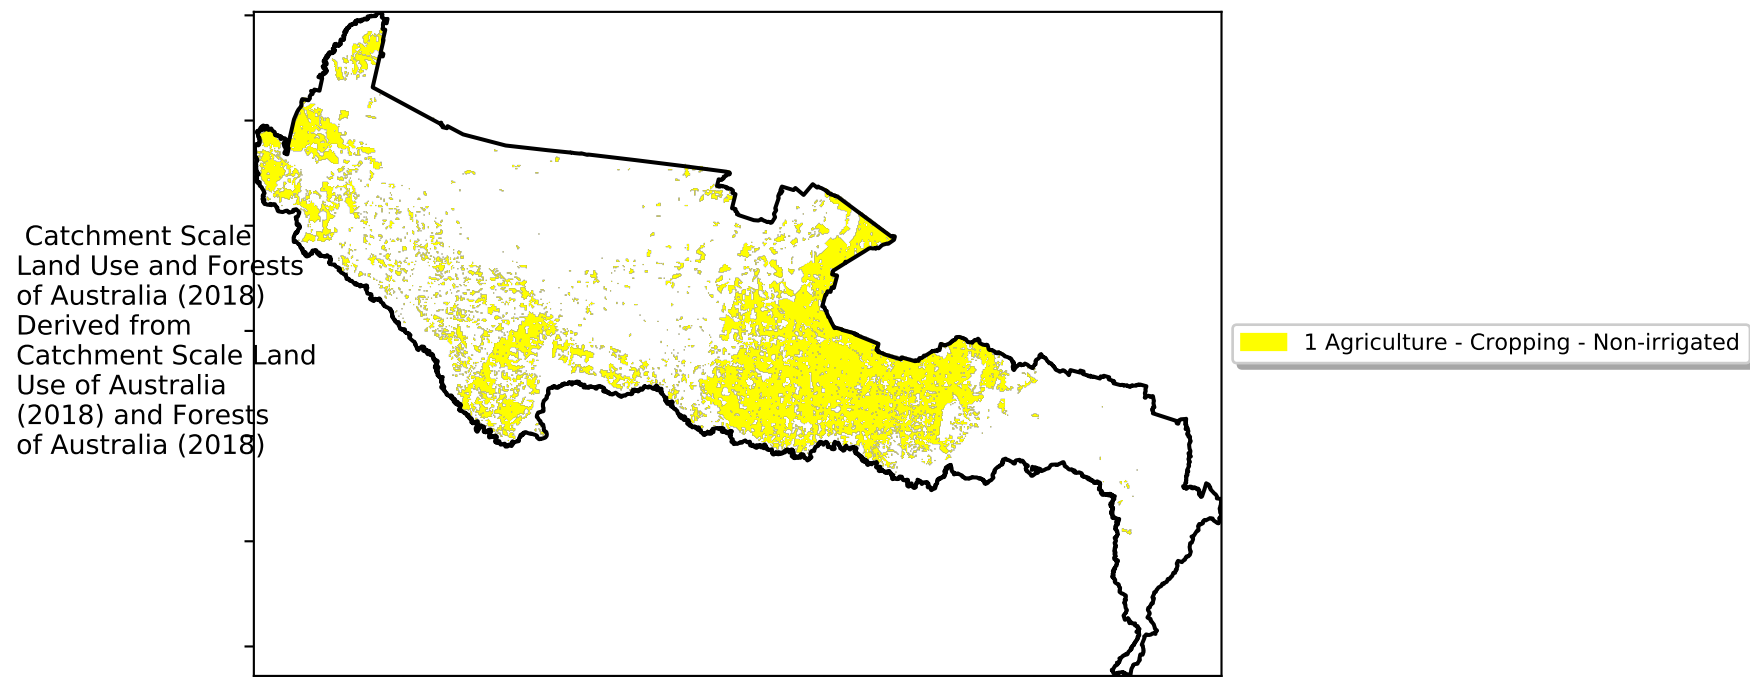 Catchment Scale
Land Use and Forests
of Australia (2018)
Derived from
Catchment Scale Land
Use of Australia
(2018) and Forests
of Australia (2018)
1 Agriculture - Cropping - Non-irrigated